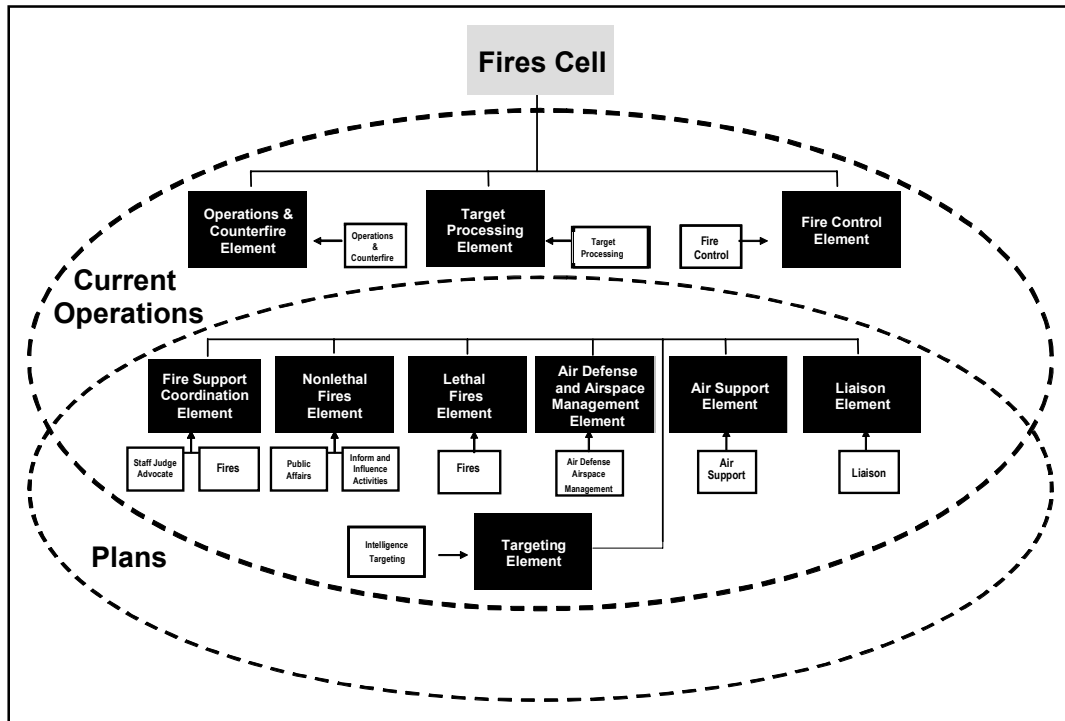 Fires Cell
Operations &
Counterfire
Element
Operations
&
Counterfire
Target
Processing
Element
Target
Processing
Fire
Control
Fire Control
Element
Current
Operations
Fire Support
Coordination
Element
Nonlethal
Fires
Element
Lethal
Fires
Element
Air Defense
and Airspace
Management
Element
Air Support
Element
Liaison
Element
Staff Judge
Advocate
Fires
Public
Affairs
Inform and
Influence
Activities
Fires
Air Defense
Airspace
Management
Air
Support
Liaison
Plans
Intelligence
Targeting
Targeting
Element